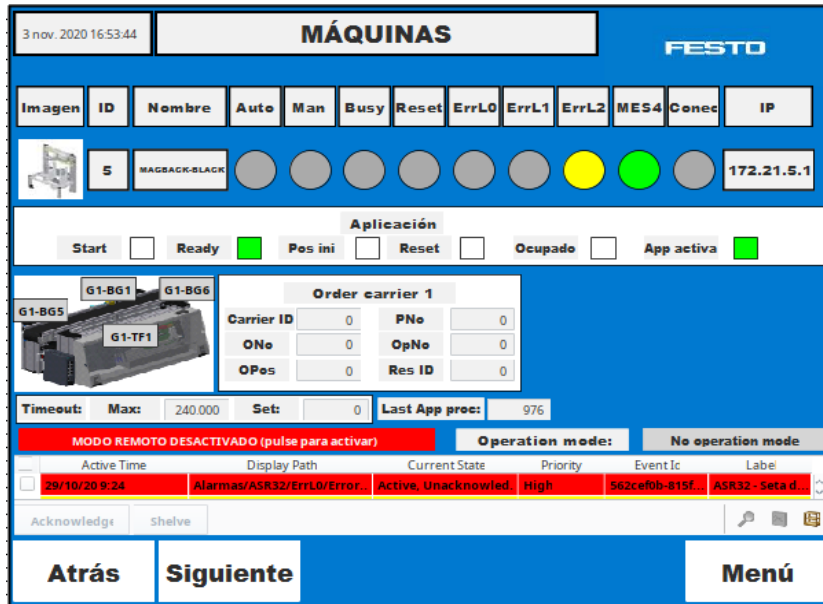 3 nov. 2020 16:53:44
MÁQUINAS
FESTO
Imagen ID Nombre Auto Man Busy Reset ErrL0 ErrL1 ErrL2 MES4 Conec IP
5 MAGBACK-BLACK 172.21.5.1
Aplicación
Start Ready Pos ini Reset Ocupado App activa
G1-BG1 G1-BG6
G1-BG5
G1-TF1
Order carrier 1
Carrier ID 0 PNo 0
ONo 0 OpNo 0
OPos 0 Res ID 0
Timeout: Max: 240.000 Set: 0 Last App proc: 976
MODO REMOTO DESACTIVADO (pulse para activar) Operation mode: No operation mode
Active Time Display Path Current State Priority Event Ic Label
29/10/20 9:24 Alarmas/ASR32/ErrL0/Error... Active, Unacknowled... High 562cef0b-815f... ASR32 - Seta d...
Acknowledge Shelve
Atrás Siguiente Menú